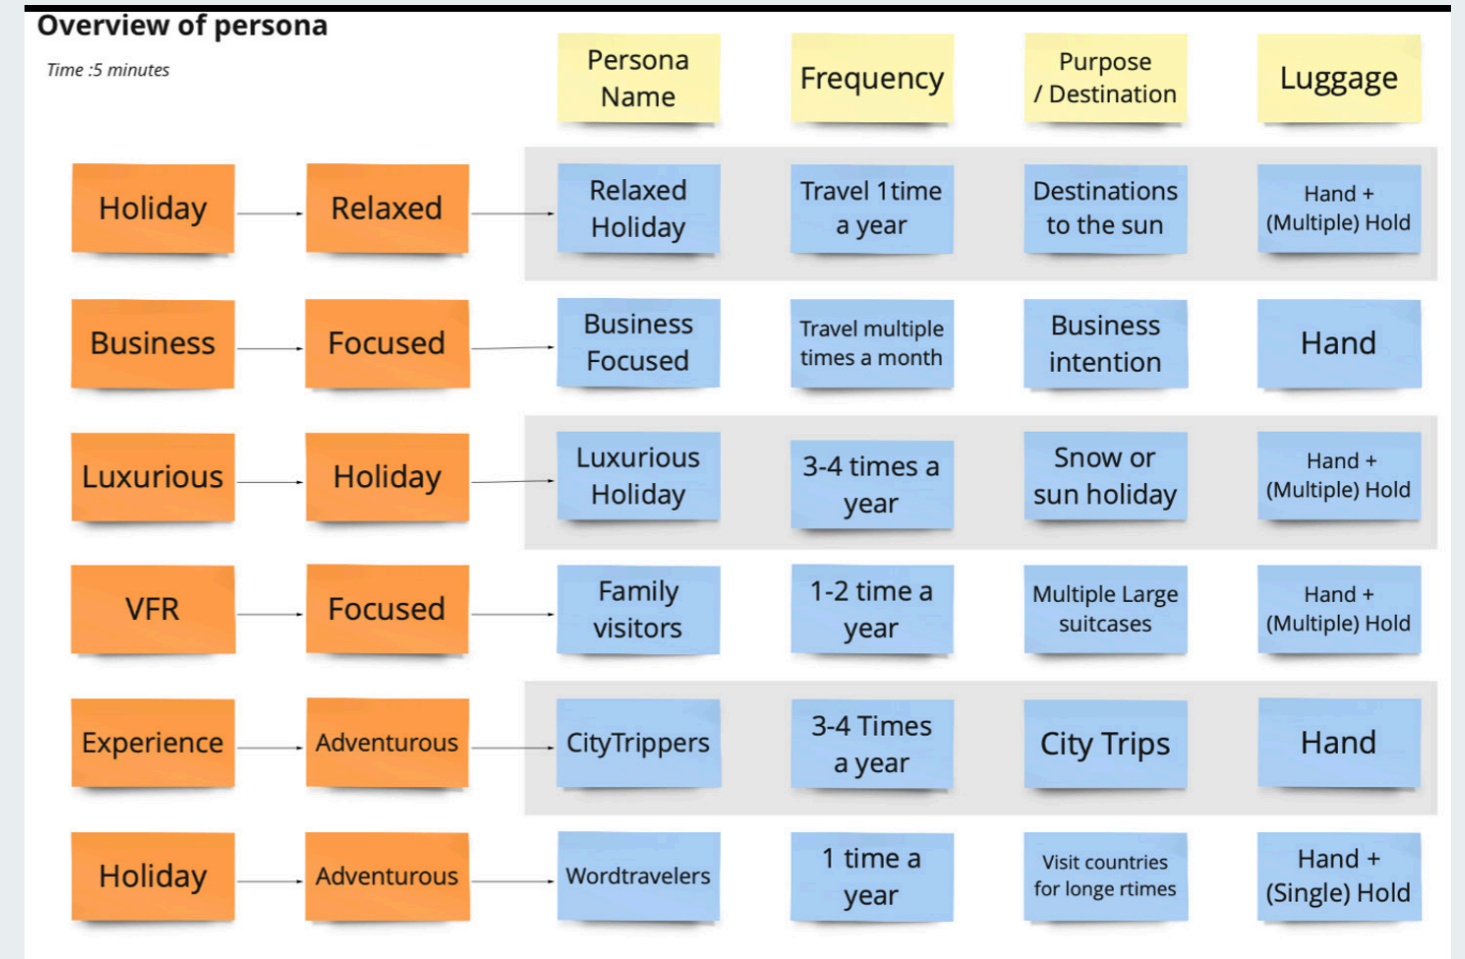 Overview of persona
Time :5 minutes
Persona
Name
Frequency
Purpose
/ Destination
Luggage
Holiday
Relaxed
Relaxed
Holiday
Travel 1time
a year
Destinations
to the sun
Hand +
(Multiple) Hold
Business
Focused
Business
Focused
Travel multiple
times a month
Business
intention
Hand
Luxurious
Holiday
Luxurious
Holiday
3-4 times a
year
Snow or
sun holiday
Hand +
(Multiple) Hold
VFR
Focused
Family
visitors
1-2 time a
year
Multiple Large
suitcases
Hand +
(Multiple) Hold
Experience
Adventurous
CityTrippers
3-4 Times
a year
City Trips
Hand
Holiday
Adventurous
Wordtravelers
1 time a
year
Visit countries
for longe rtimes
Hand +
(Single) Hold